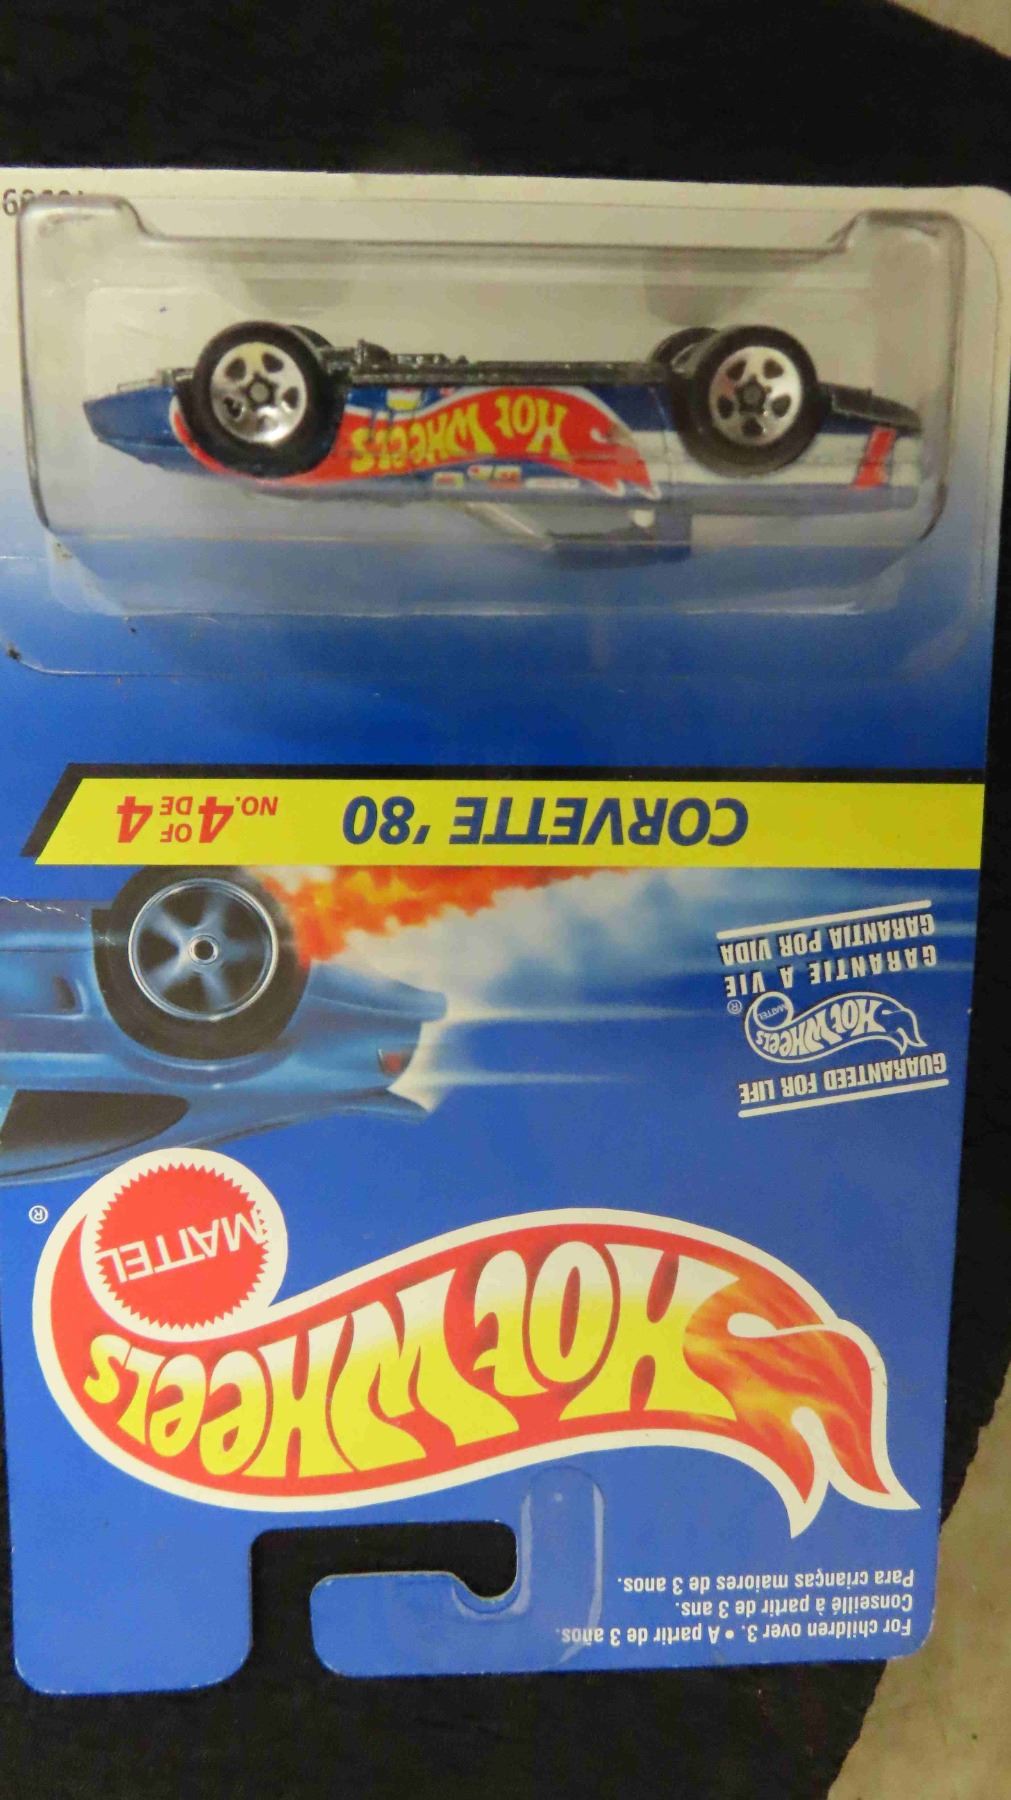 For children over 3. • A partir de 3 anos.
Conseillé à partir de 3 ans.
Para crianças maiores de 3 anos.
HOT WHEELS
MATTEL
®
GUARANTEED FOR LIFE
HOT WHEELS
MATTEL
®
GARANTIE A VIE
GARANTIA POR VIDA
CORVETTE '80
NO. 4 OF 4
DE
HOT WHEELS
1